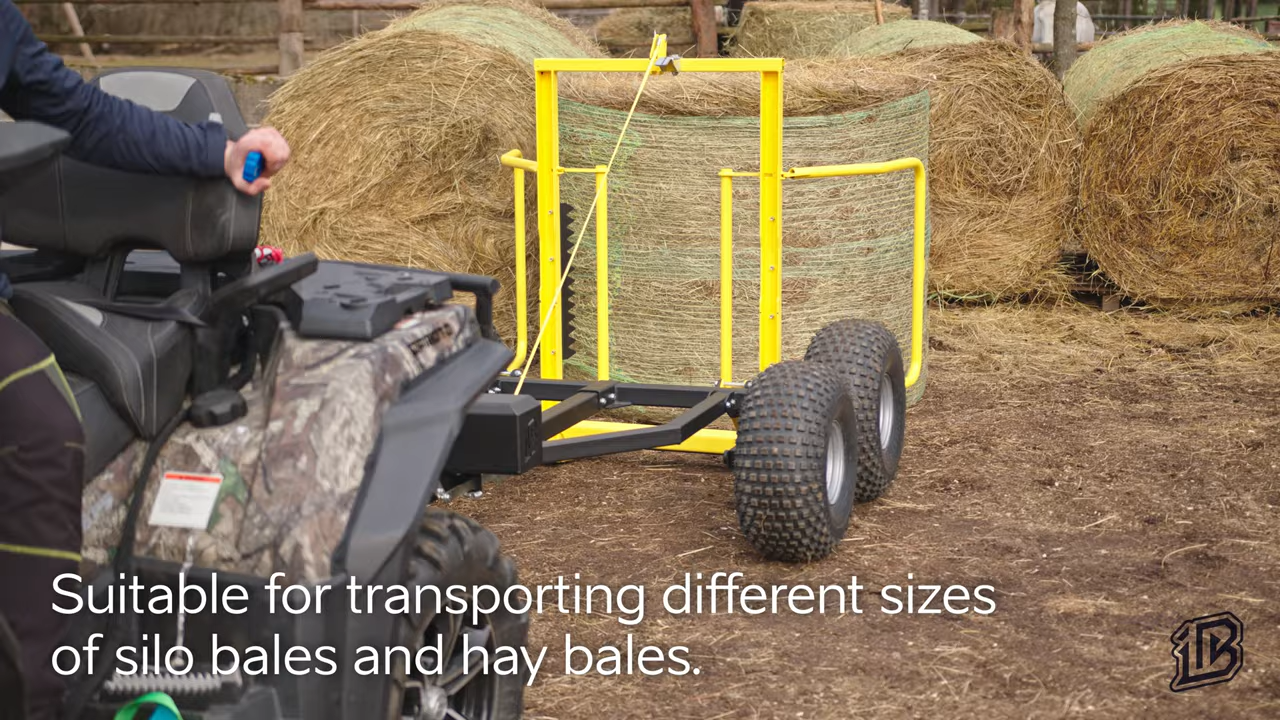 Suitable for transporting different sizes
of silo bales and hay bales.